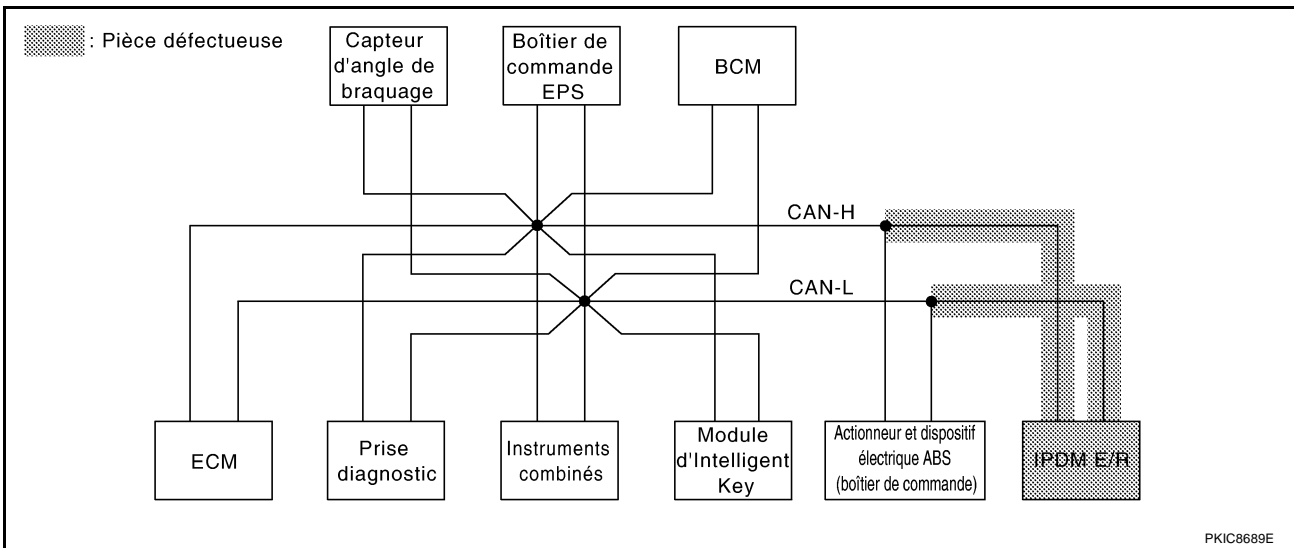 : Pièce défectueuse
Capteur
d'angle de
braquage
Boîtier de
commande
EPS
BCM
CAN-H
CAN-L
ECM
Prise
diagnostic
Instruments
combinés
Module
d'Intelligent
Key
Actionneur et dispositif
électrique ABS
(boîtier de commande)
IPDM E/R
PKIC8689E